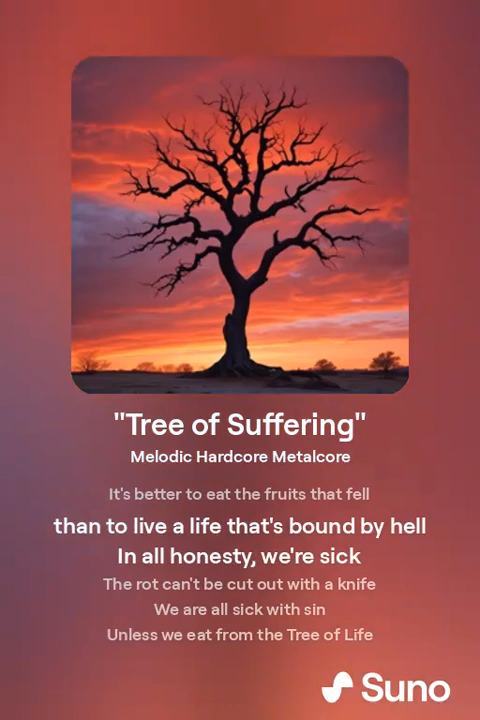 "Tree of Suffering"
Melodic Hardcore Metalcore
It's better to eat the fruits that fell
than to live a life that's bound by hell
In all honesty, we're sick
The rot can't be cut out with a knife
We are all sick with sin
Unless we eat from the Tree of Life
Suno